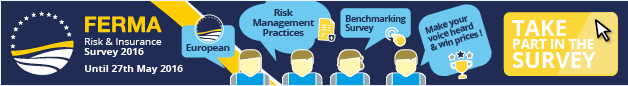 FERMA
Risk & Insurance
Survey 2016
Until 27th May 2016
European
Risk
Management
Practices
Benchmarking
Survey
Make your
voice heard
& win prices !
TAKE
PART IN THE
SURVEY